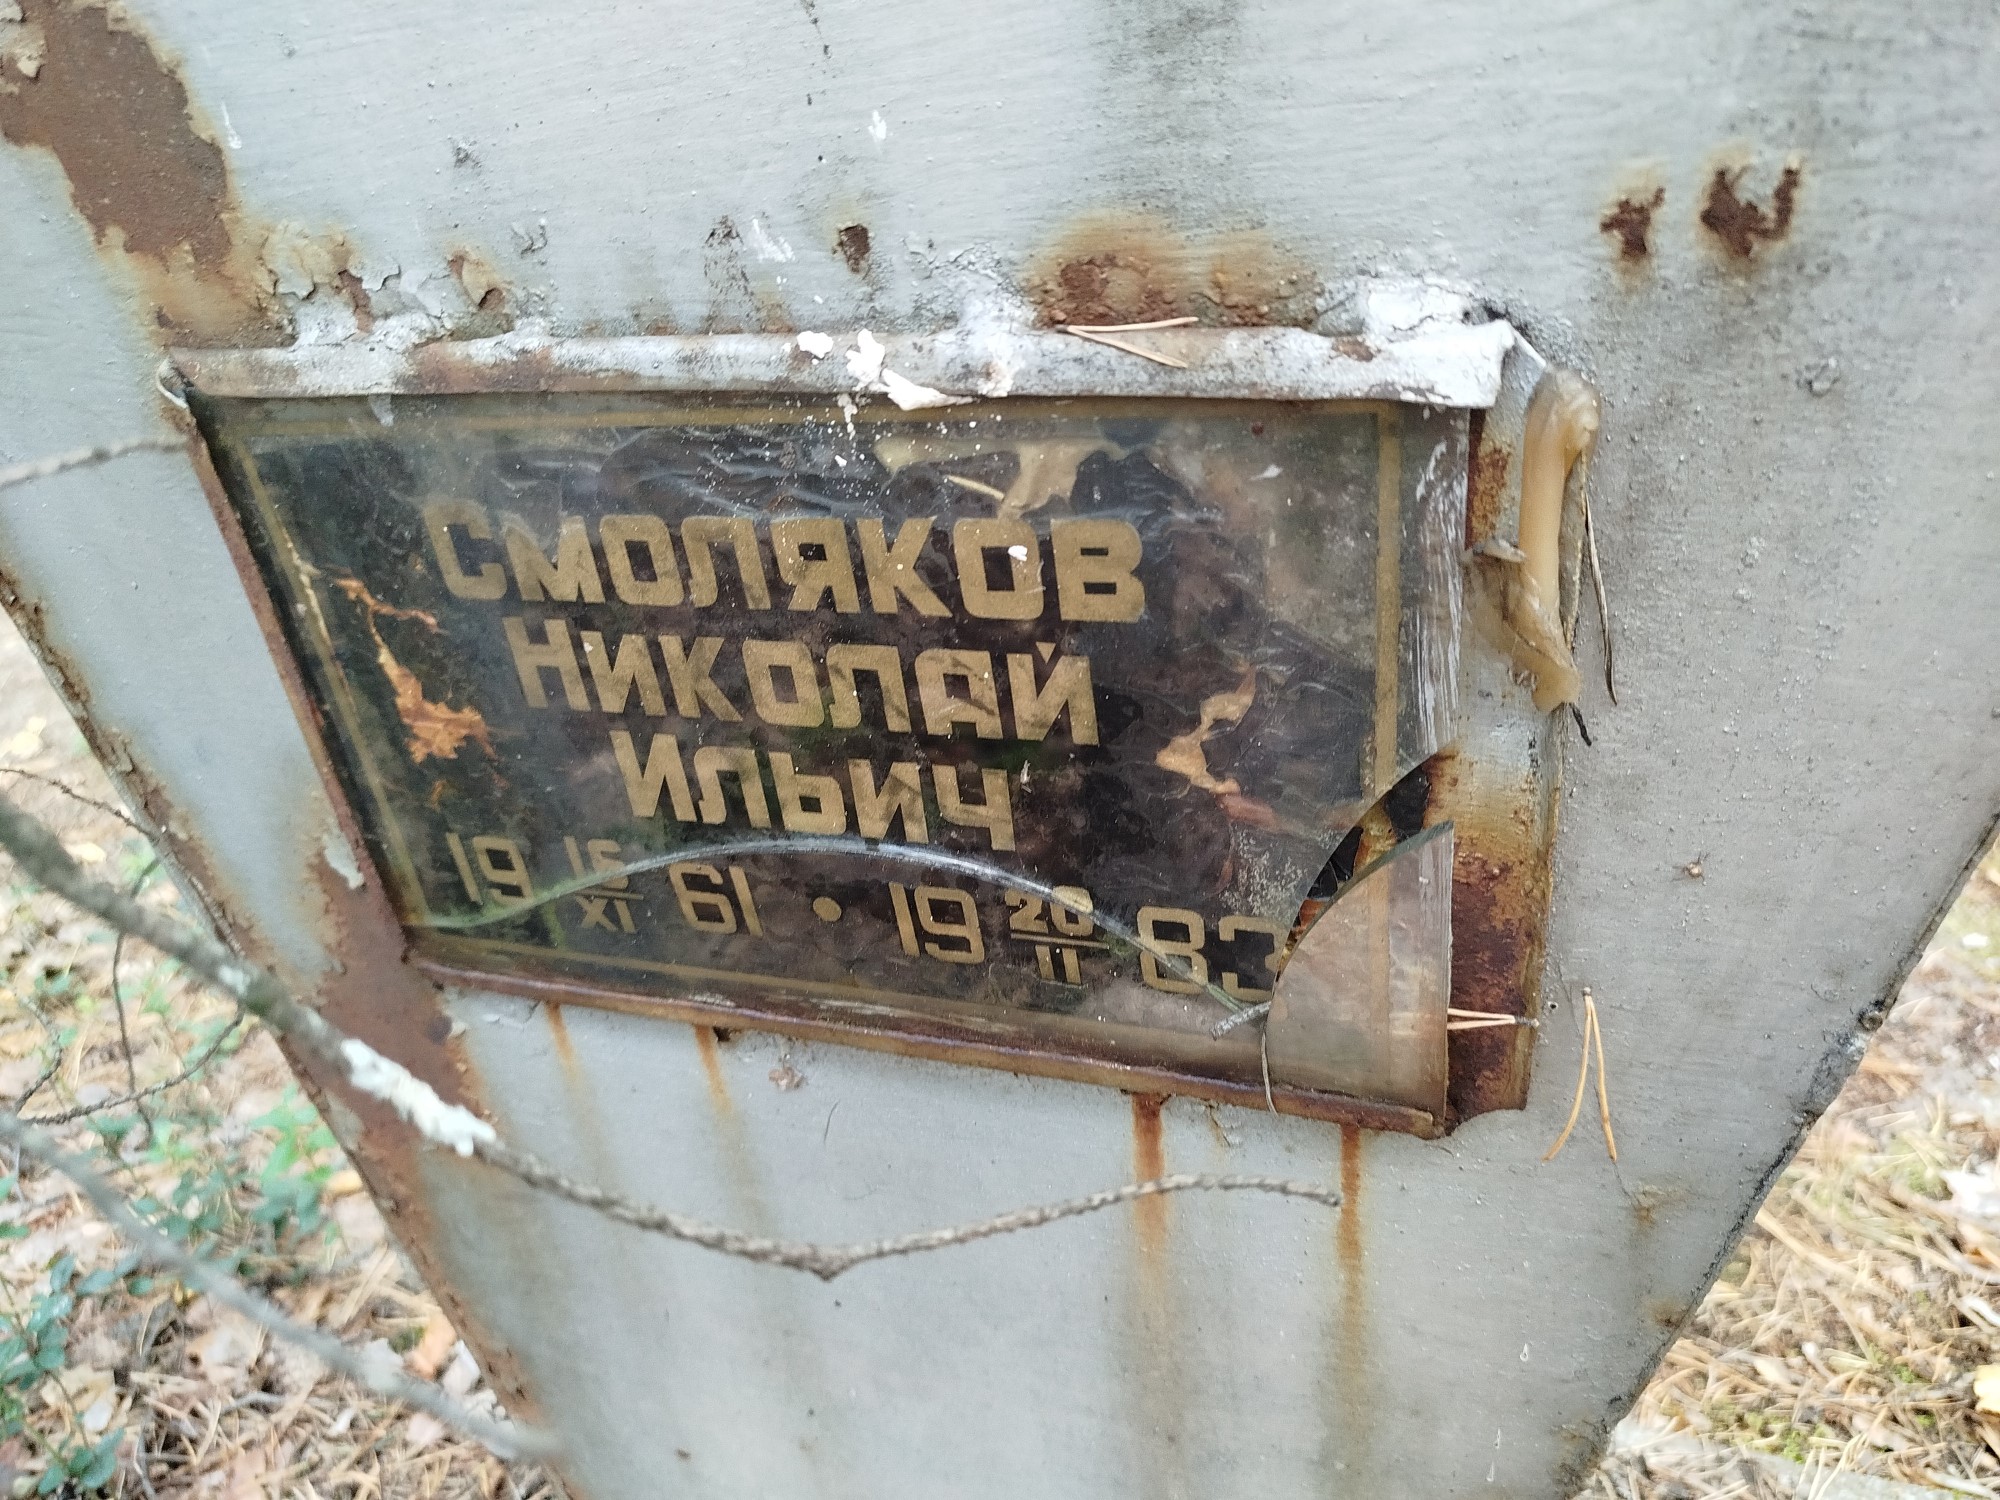 Смоляков
Николай
Ильич
19 16/XI 61 • 19 20/II 83